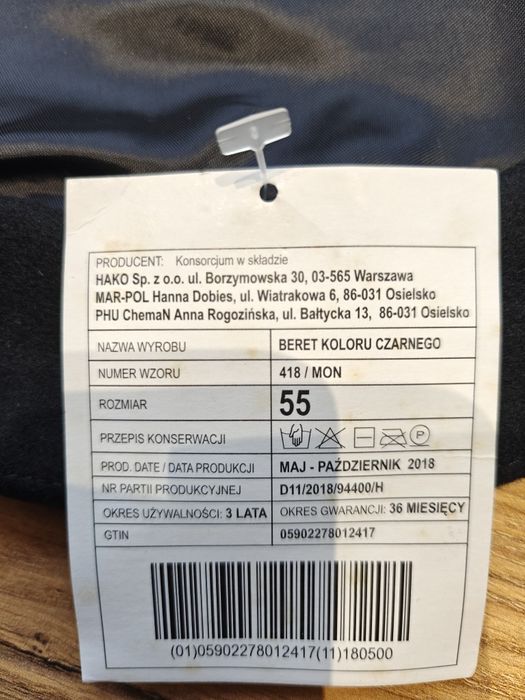 PRODUCENT: Konsorcjum w składzie
HAKO Sp. z o.o. ul. Borzymowska 30, 03-565 Warszawa
MAR-POL Hanna Dobies, ul. Wiatrakowa 6, 86-031 Osielsko
PHU ChemaN Anna Rogozińska, ul. Bałtycka 13, 86-031 Osielsko
NAZWA WYROBU BERET KOLORU CZARNEGO
NUMER WZORU 418 / MON
ROZMIAR 55
PRZEPIS KONSERWACJI P
PROD. DATE / DATA PRODUKCJI MAJ - PAŹDZIERNIK 2018
NR PARTII PRODUKCYJNEJ D11/2018/94400/H
OKRES UŻYWALNOŚCI: 3 LATA OKRES GWARANCJI: 36 MIESIĘCY
GTIN 05902278012417
(01)05902278012417(11)180500